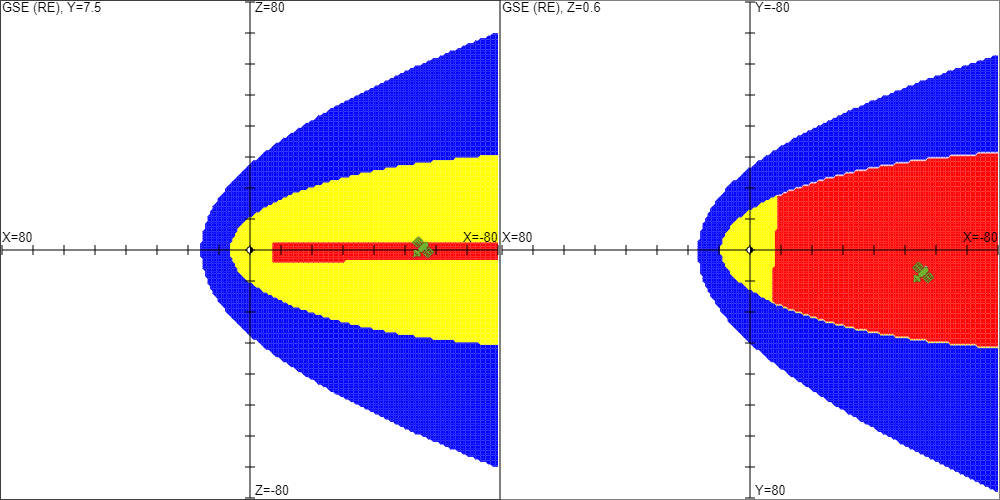 GSE (RE), Y=7.5
Z=80
X=80
X=-80
Z=-80
GSE (RE), Z=0.6
Y=-80
X=80
X=-80
Y=80